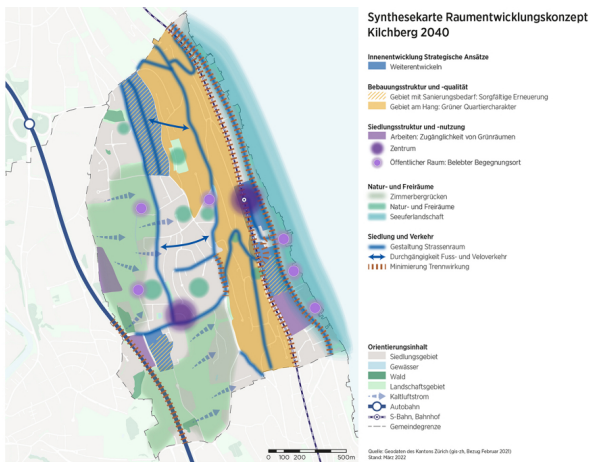 Synthesekarte Raumentwicklungskonzept
Kilchberg 2040
Innenentwicklung Strategische Ansätze
Weiterentwickeln
Bebauungsstruktur und -qualität
Gebiet mit Sanierungsbedarf: Sorgfältige Erneuerung
Gebiet am Hang: Grüner Quartiercharakter
Siedlungsstruktur und -nutzung
Arbeiten: Zugänglichkeit von Grünräumen
Zentrum
Öffentlicher Raum: Belebter Begegnungsort
Natur- und Freiräume
Zimmerbergrücken
Natur- und Freiräume
Seeuferlandschaft
Siedlung und Verkehr
Gestaltung Strassenraum
Durchgängigkeit Fuss- und Veloverkehr
Minimierung Trennwirkung
Orientierungsinhalt
Siedlungsgebiet
Gewässer
Wald
Landschaftsgebiet
Kaltluftstrom
Autobahn
S-Bahn, Bahnhof
Gemeindegrenze
0 100 200 500m
Quelle: Geodaten des Kantons Zürich (gis-zh, Bezug Februar 2021)
Stand: März 2022